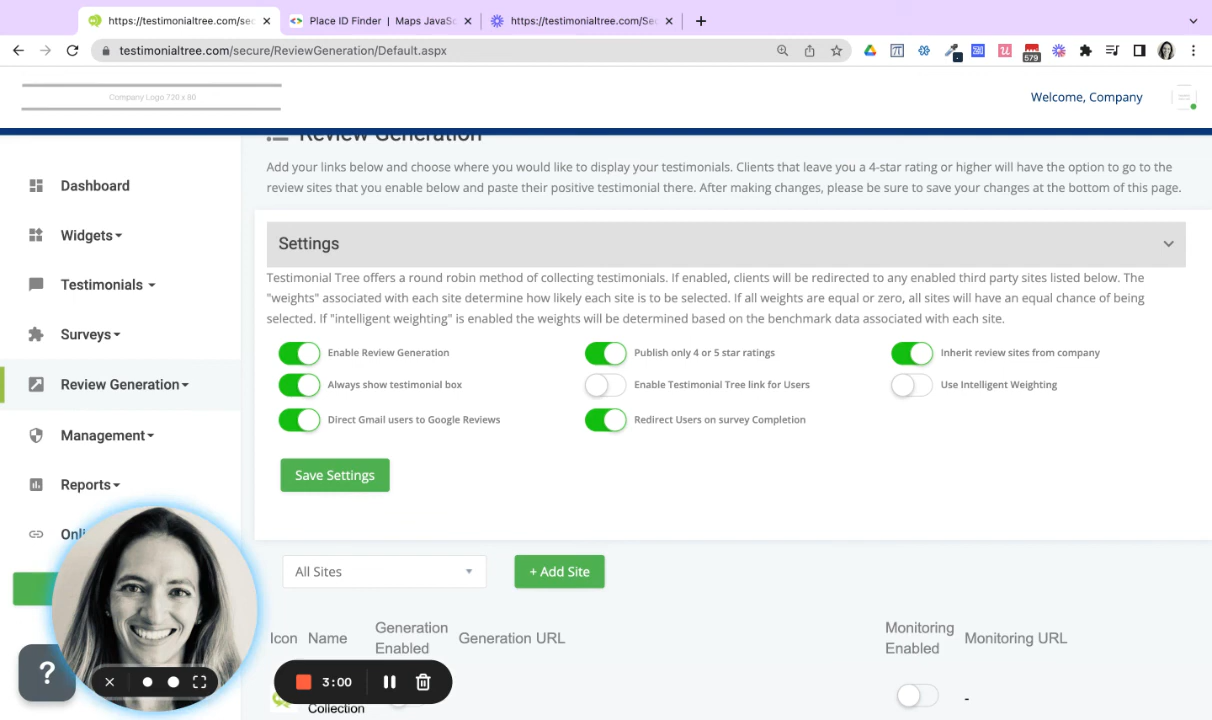 https://testimonialtree.com/sec
Place ID Finder | Maps JavaSc
https://testimonialtree.com/Sec
testimonialtree.com/secure/ReviewGeneration/Default.aspx
579
Company Logo 720 x 80
Welcome, Company
Review Generation
Add your links below and choose where you would like to display your testimonials. Clients that leave you a 4-star rating or higher will have the option to go to the
review sites that you enable below and paste their positive testimonial there. After making changes, please be sure to save your changes at the bottom of this page.
Dashboard
Widgets
Testimonials
Surveys
Review Generation
Management
Reports
Onli
Settings
Testimonial Tree offers a round robin method of collecting testimonials. If enabled, clients will be redirected to any enabled third party sites listed below. The
"weights" associated with each site determine how likely each site is to be selected. If all weights are equal or zero, all sites will have an equal chance of being
selected. If "intelligent weighting" is enabled the weights will be determined based on the benchmark data associated with each site.
Enable Review Generation
Publish only 4 or 5 star ratings
Inherit review sites from company
Always show testimonial box
Enable Testimonial Tree link for Users
Use Intelligent Weighting
Direct Gmail users to Google Reviews
Redirect Users on survey Completion
Save Settings
All Sites
+ Add Site
Icon
Name
Generation
Enabled
Generation URL
Monitoring
Enabled
Monitoring URL
Collection
-
?
3:00